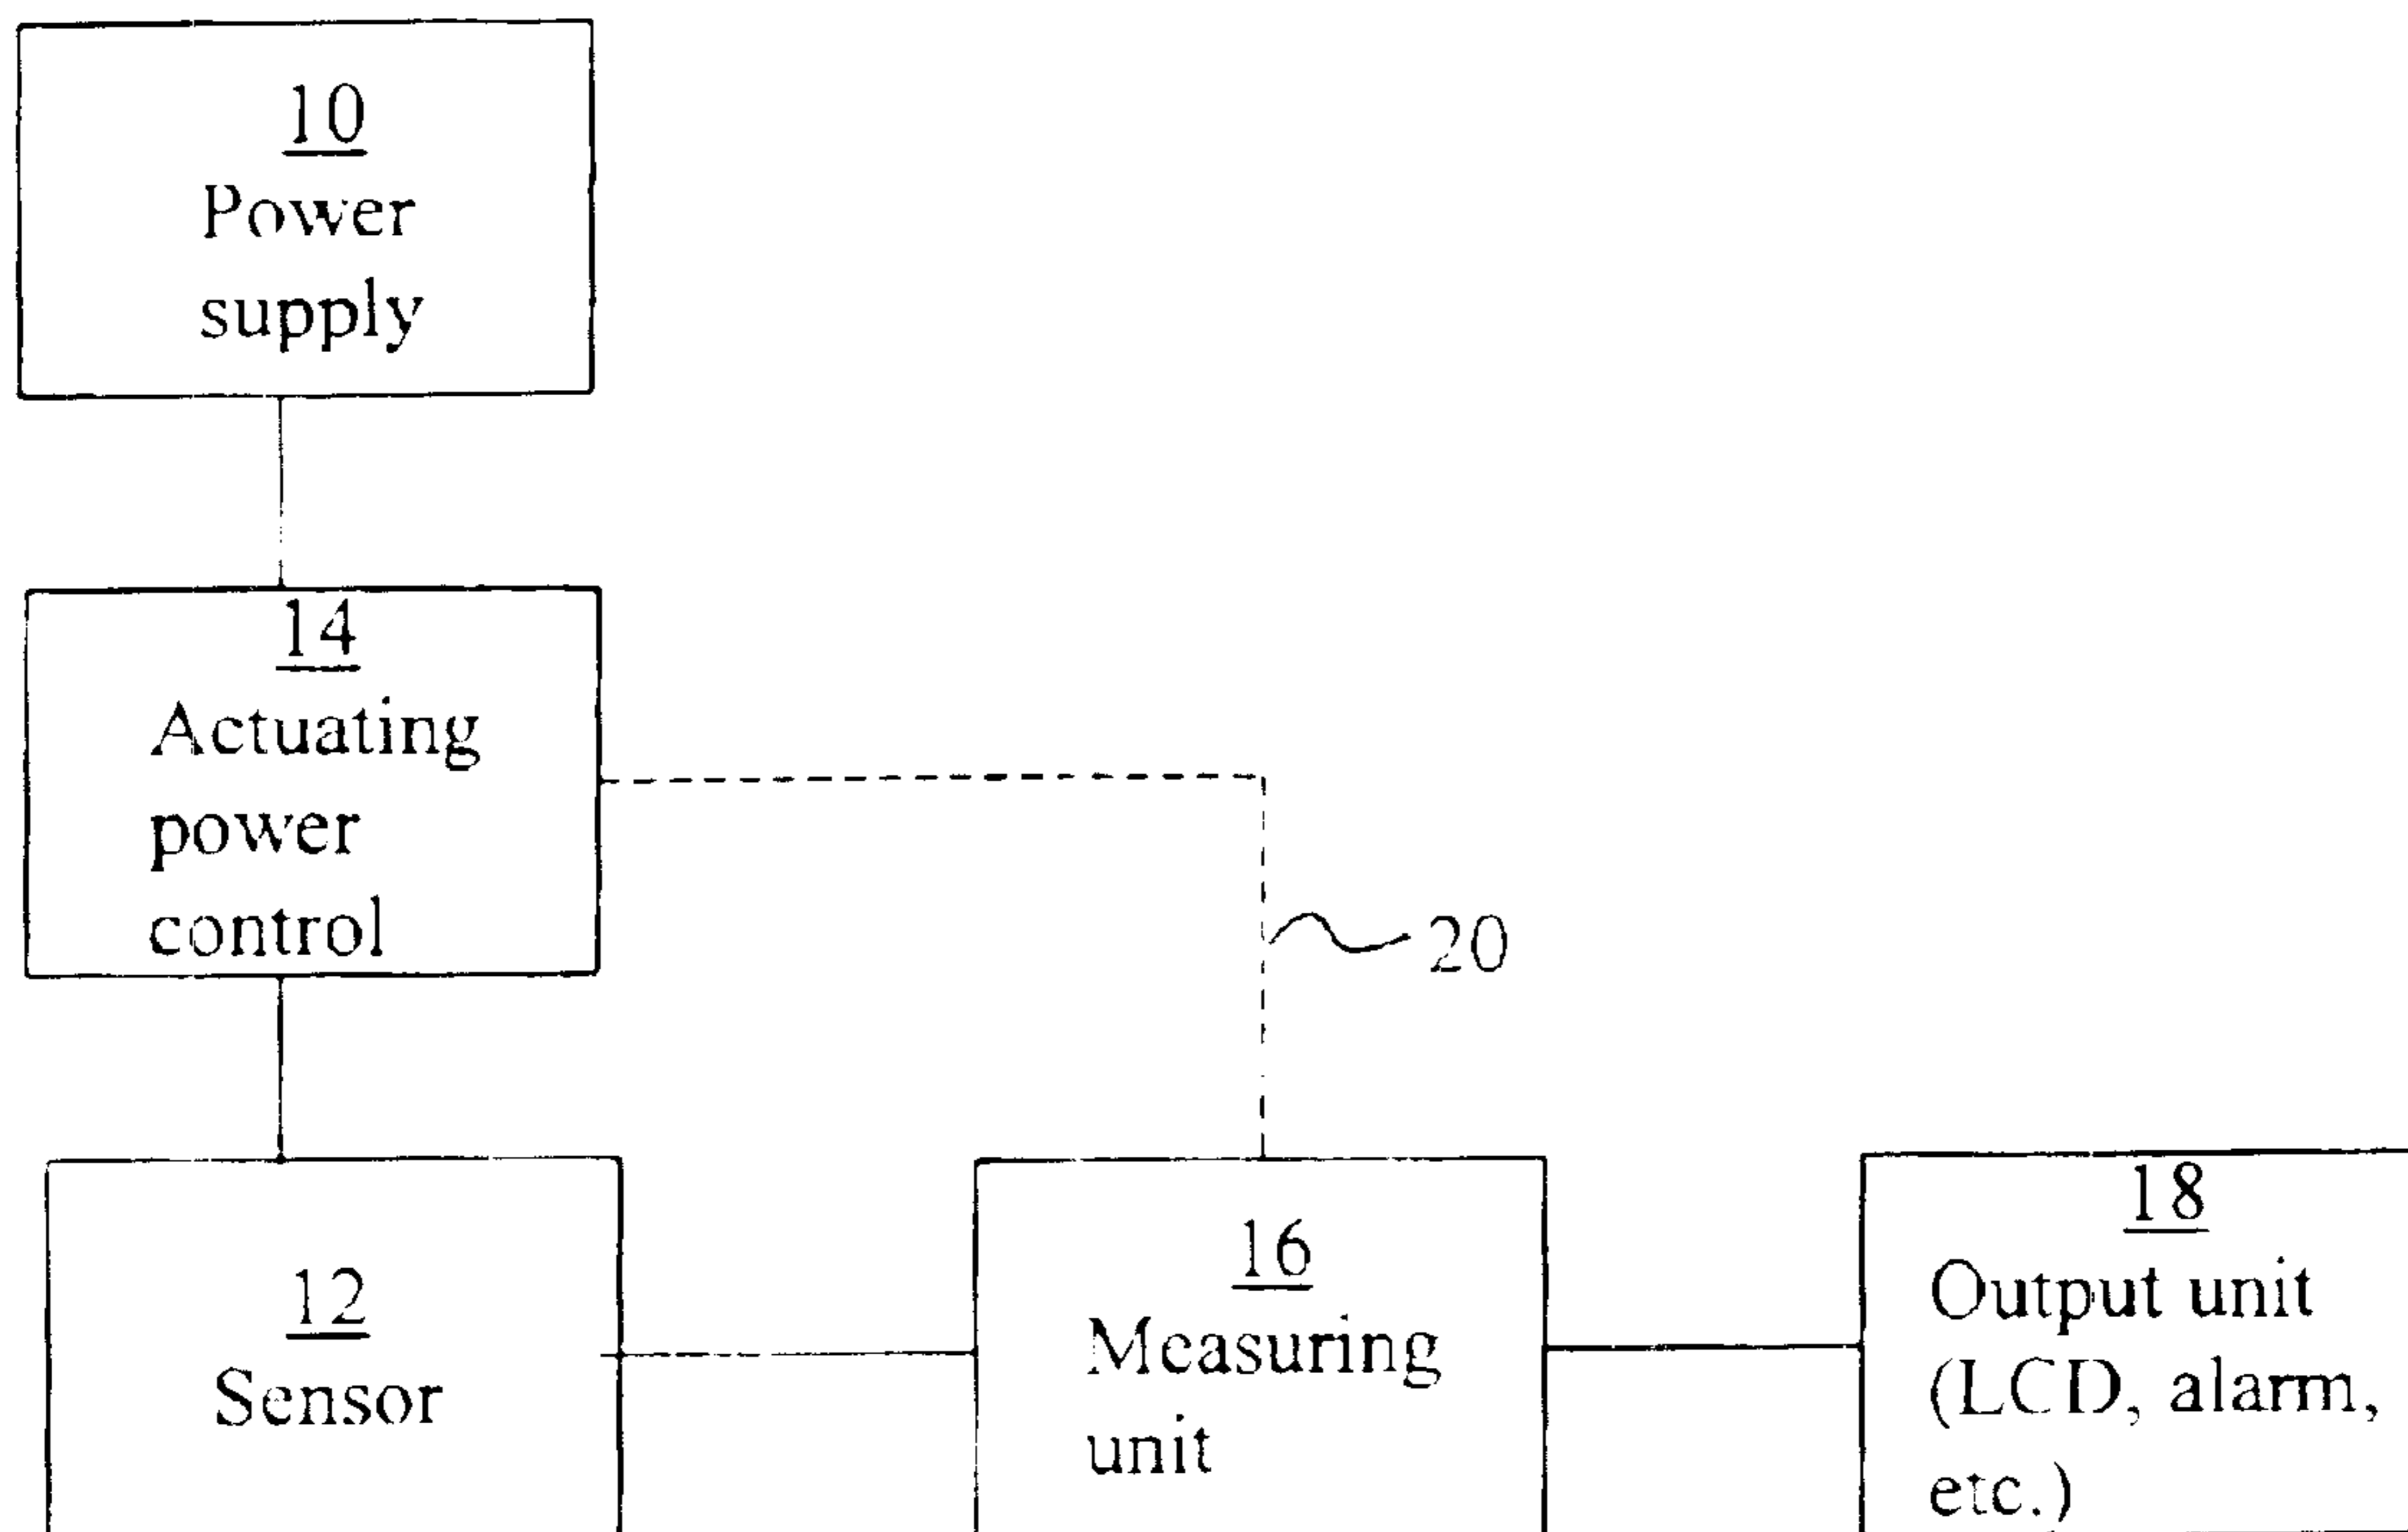 10
Power
supply
14
Actuating
power
control
20
12
Sensor
16
Measuring
unit
18
Output unit
(LCD, alarm,
etc.)